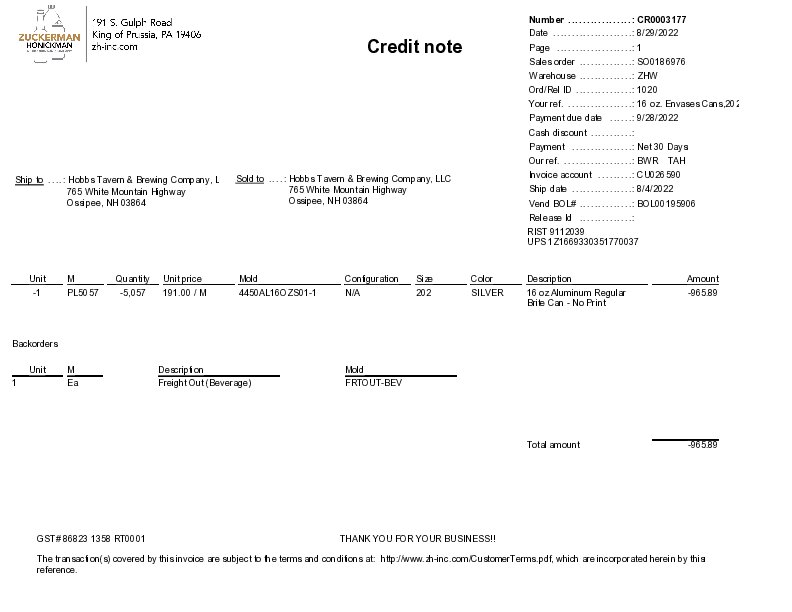 191 S. Gulph Road
King of Prussia, PA 19406
zh-inc.com
ZUCKERMAN
HONICKMAN
Credit note
Number ................: CR0003177
Date ......................: 8/29/2022
Page ......................: 1
Sales order ..............: SO0186976
Warehouse ..............: ZHW
Ord/Rel ID ..............: 1020
Your ref. .................: 16 oz. Envases Cans,202
Payment due date ......: 9/28/2022
Cash discount ...........:
Payment .................: Net 30 Days
Our ref. ..................: BWR TAH
Invoice account .........: CU026590
Ship date ................: 8/4/2022
Vend BOL# ..............: BOL00195906
Release Id ...............:
RIST 9112039
UPS 1Z1669330351770037
Ship to ....: Hobbs Tavern & Brewing Company, L
765 White Mountain Highway
Ossipee, NH 03864
Sold to ....: Hobbs Tavern & Brewing Company, LLC
765 White Mountain Highway
Ossipee, NH 03864
Unit M Quantity Unit price Mold Configuration Size Color Description Amount
-1 PL5057 -5,057 191.00 / M 4450AL16OZS01-1 N/A 202 SILVER 16 oz Aluminum Regular -965.89
Brite Can - No Print
Backorders
Unit M Description Mold
1 Ea Freight Out (Beverage) FRTOUT-BEV
Total amount -965.89
GST# 86823 1358 RT0001 THANK YOU FOR YOUR BUSINESS!!
The transaction(s) covered by this invoice are subject to the terms and conditions at: http://www.zh-inc.com/CustomerTerms.pdf, which are incorporated herein by this
reference.